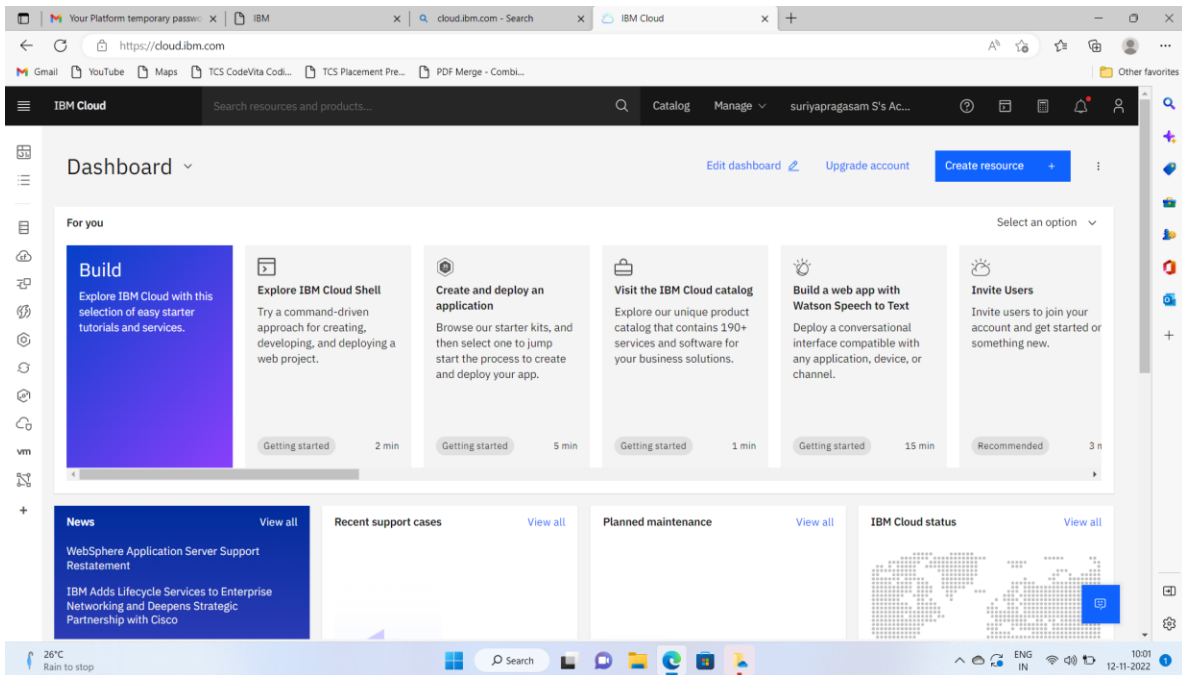 Your Platform temporary passwo
IBM
cloud.ibm.com - Search
IBM Cloud
https://cloud.ibm.com
Gmail
YouTube
Maps
TCS CodeVita Codi...
TCS Placement Pre...
PDF Merge - Combi...
Other favorites
IBM Cloud
Search resources and products...
Catalog
Manage
suriyapragasam S's Ac...
Dashboard
Edit dashboard
Upgrade account
Create resource +
For you
Select an option
Build
Explore IBM Cloud with this
selection of easy starter
tutorials and services.
Explore IBM Cloud Shell
Try a command-driven
approach for creating,
developing, and deploying a
web project.
Getting started 2 min
Create and deploy an
application
Browse our starter kits, and
then select one to jump
start the process to create
and deploy your app.
Getting started 5 min
Visit the IBM Cloud catalog
Explore our unique product
catalog that contains 190+
services and software for
your business solutions.
Getting started 1 min
Build a web app with
Watson Speech to Text
Deploy a conversational
interface compatible with
any application, device, or
channel.
Getting started 15 min
Invite Users
Invite users to join your
account and get started or
something new.
Recommended 3 n
vm
News View all
WebSphere Application Server Support
Restatement
IBM Adds Lifecycle Services to Enterprise
Networking and Deepens Strategic
Partnership with Cisco
Recent support cases View all
Planned maintenance View all
IBM Cloud status View all
26°C
Rain to stop
Search
ENG
IN
10:01
12-11-2022
1